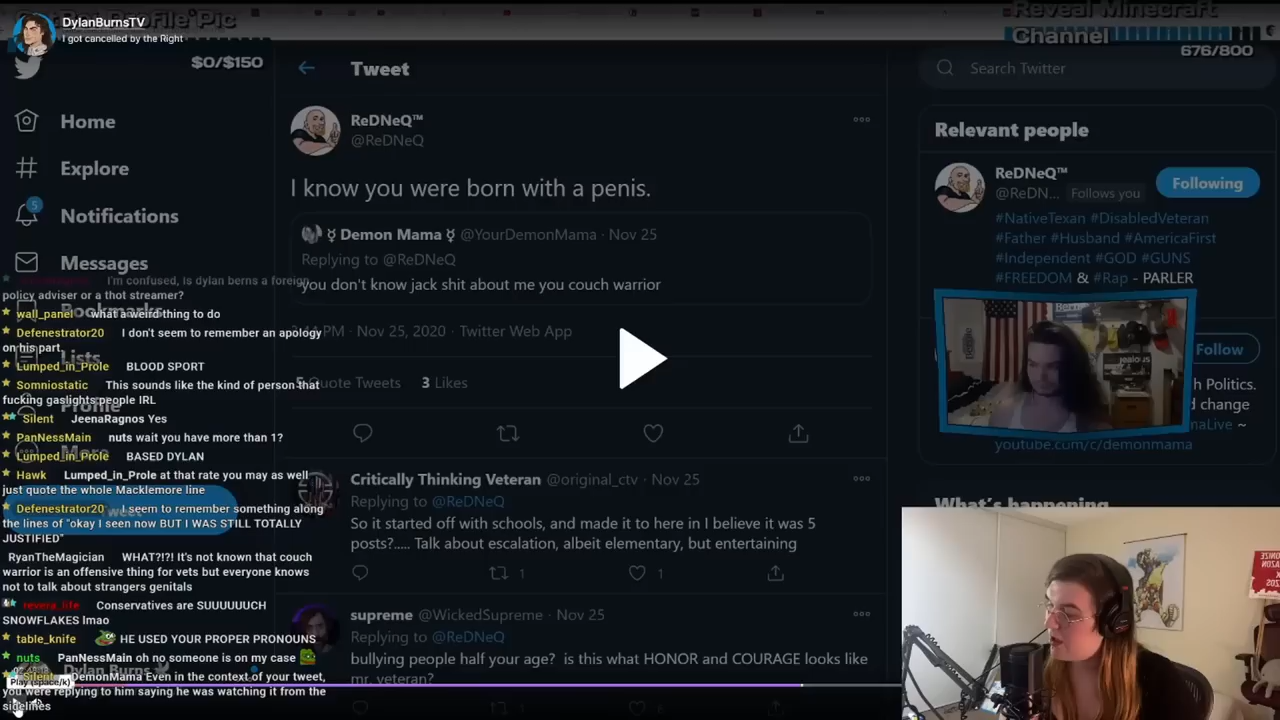 DylanBurnsTV
I got cancelled by the Right
Profile Pic
$0/$150
Reveal Minecraft
Channel
676/800
Tweet
Search Twitter
Home
Explore
5
Notifications
Messages
Bookmarks
Lists
Profile
More
ReDNeQ™
@ReDNeQ
I know you were born with a penis.
☿ Demon Mama ☿ @YourDemonMama · Nov 25
Replying to @ReDNeQ
you don't know jack shit about me you couch warrior
PM · Nov 25, 2020 · Twitter Web App
5 Quote Tweets 3 Likes
Critically Thinking Veteran @original_ctv · Nov 25
Replying to @ReDNeQ
So it started off with schools, and made it to here in I believe it was 5
posts?..... Talk about escalation, albeit elementary, but entertaining
1 1
supreme @WickedSupreme · Nov 25
Replying to @ReDNeQ
bullying people half your age? is this what HONOR and COURAGE looks like
mr. veteran?
Relevant people
ReDNeQ™
@ReDN... Follows you
Following
#NativeTexan #DisabledVeteran
#Father #Husband #AmericaFirst
#Independent #GOD #GUNS
#FREEDOM & #Rap - PARLER
Follow
h Politics.
d change
maLive ~
youtube.com/c/demonmama
What's happening
I'm confused, Is dylan berns a foreign
policy adviser or a thot streamer?
wall_panel what a weird thing to do
Defenestrator20 I don't seem to remember an apology
on his part
Lumped_in_Prole BLOOD SPORT
Somniostatic This sounds like the kind of person that
fucking gaslights people IRL
Silent JeenaRagnos Yes
PanNessMain nuts wait you have more than 1?
Lumped_in_Prole BASED DYLAN
Hawk Lumped_in_Prole at that rate you may as well
just quote the whole Macklemore line
Defenestrator20 I seem to remember something along
the lines of "okay I seen now BUT I WAS STILL TOTALLY
JUSTIFIED"
RyanTheMagician WHAT?!?! It's not known that couch
warrior is an offensive thing for vets but everyone knows
not to talk about strangers genitals
revera_life Conservatives are SUUUUUCH
SNOWFLAKES lmao
table_knife HE USED YOUR PROPER PRONOUNS
nuts PanNessMain oh no someone is on my case
Dylan Burns
Silent DemonMama Even in the context of your tweet,
you were replying to him saying he was watching it from the
sidelines
Play (space/k)